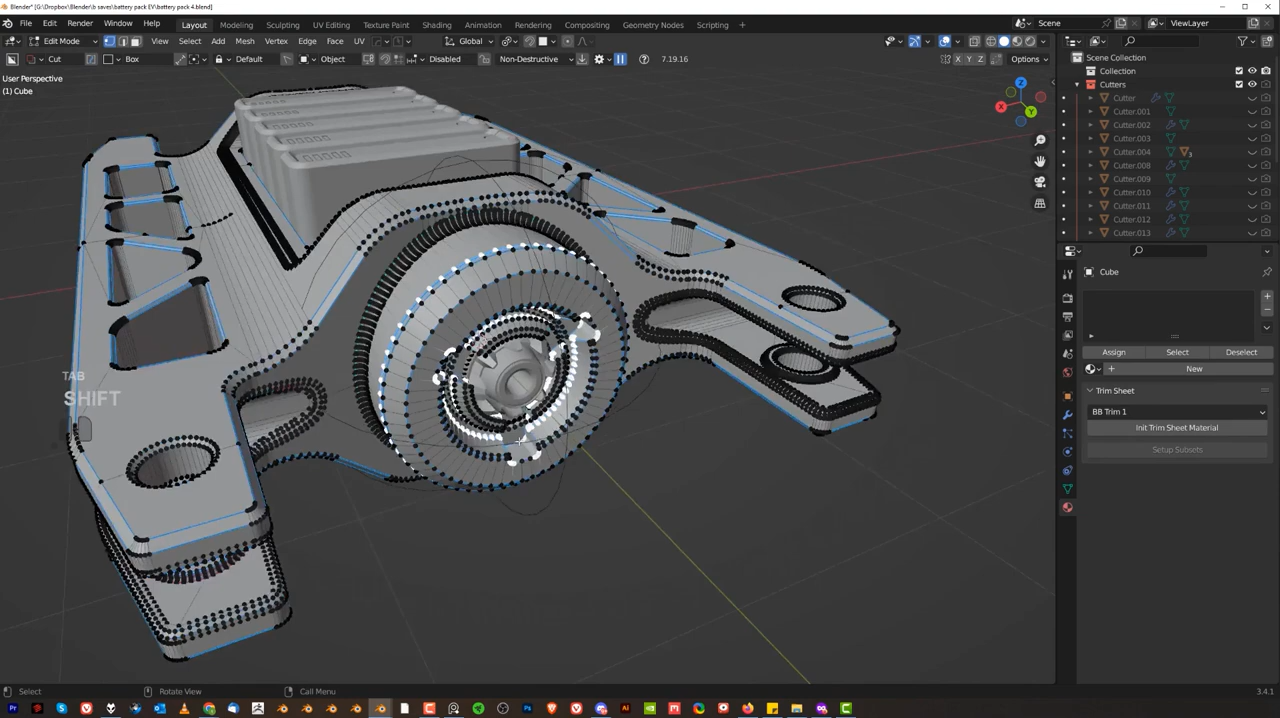 Blender* [G:\Dropbox\Blender\b saves\battery pack EV\battery pack 4.blend]
File Edit Render Window Help Layout Modeling Sculpting UV Editing Texture Paint Shading Animation Rendering Compositing Geometry Nodes Scripting + Scene ViewLayer
Edit Mode View Select Add Mesh Vertex Edge Face UV Global
Cut Box Default Object Disabled Non-Destructive 7.19.16 X Y Z Options
User Perspective
(1) Cube
Z
X
Y
TAB
SHIFT
Scene Collection
Collection
Cutters
Cutter
Cutter.001
Cutter.002
Cutter.003
Cutter.004 3
Cutter.008
Cutter.009
Cutter.010
Cutter.011
Cutter.012
Cutter.013
Cube
Assign Select Deselect
New
Trim Sheet
BB Trim 1
Init Trim Sheet Material
Setup Subsets
Select Rotate View Call Menu 3.4.1